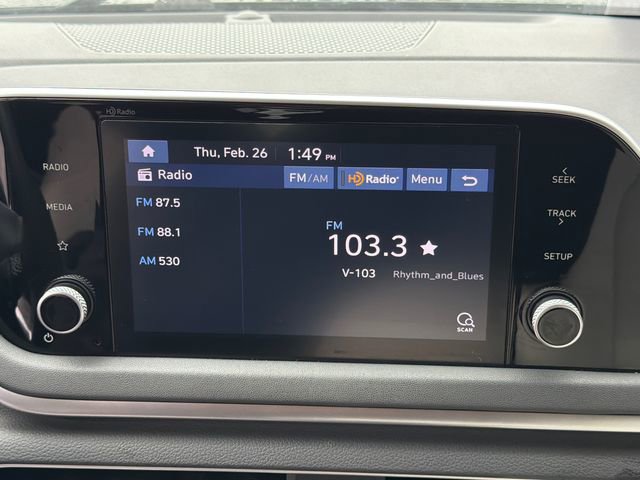 HD Radio
Thu, Feb. 26 1:49 PM
Radio FM/AM HD Radio Menu
FM 87.5
FM 88.1
AM 530
FM
103.3
V-103 Rhythm_and_Blues
SCAN
RADIO
MEDIA
SEEK
TRACK
SETUP